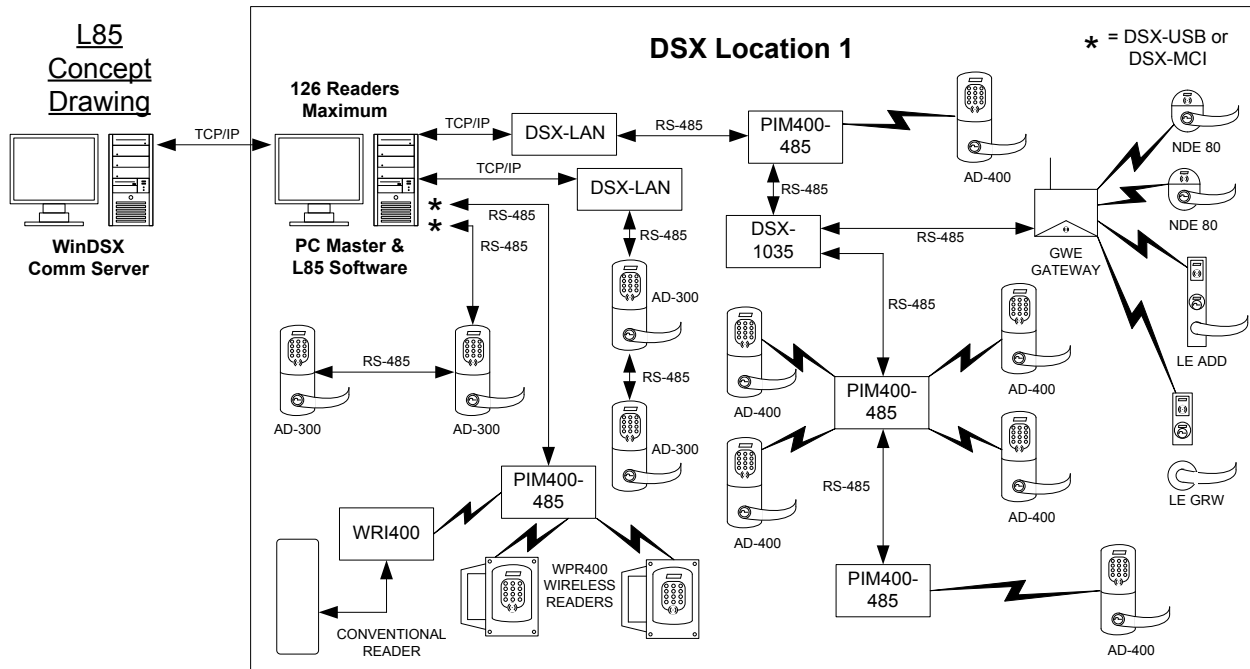 L85
Concept
Drawing
DSX Location 1
* = DSX-USB or
DSX-MCI
126 Readers
Maximum
TCP/IP
WinDSX
Comm Server
PC Master &
L85 Software
TCP/IP
DSX-LAN
RS-485
PIM400-
485
AD-400
TCP/IP
DSX-LAN
*
*
RS-485
RS-485
RS-485
RS-485
DSX-
1035
RS-485
GWE
GATEWAY
NDE 80
NDE 80
LE ADD
LE GRW
AD-300
RS-485
AD-300
RS-485
AD-300
AD-300
RS-485
AD-400
AD-400
PIM400-
485
AD-400
AD-400
RS-485
PIM400-
485
AD-400
PIM400-
485
WRI400
WPR400
WIRELESS
READERS
CONVENTIONAL
READER